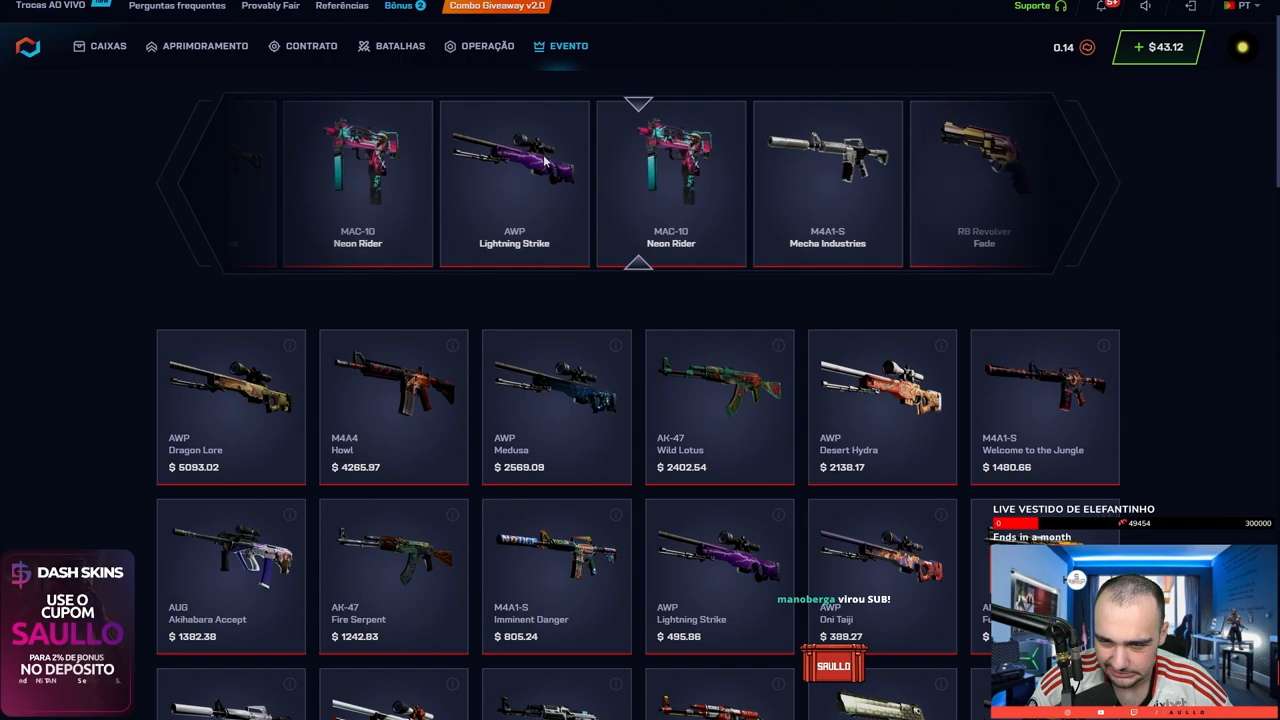 Trocas AO VIVO
Perguntas frequentes
Provably Fair
Referências
Bônus 2
Combo Giveaway v2.0
Suporte
5+
PT
CAIXAS
APRIMORAMENTO
CONTRATO
BATALHAS
OPERAÇÃO
EVENTO
0.14
+ $43.12
MAC-10
Neon Rider
AWP
Lightning Strike
MAC-10
Neon Rider
M4A1-S
Mecha Industries
R8 Revolver
Fade
AWP
Dragon Lore
$ 5093.02
M4A4
Howl
$ 4265.97
AWP
Medusa
$ 2569.09
AK-47
Wild Lotus
$ 2402.54
AWP
Desert Hydra
$ 2138.17
M4A1-S
Welcome to the Jungle
$ 1480.66
AUG
Akihabara Accept
$ 1382.38
AK-47
Fire Serpent
$ 1242.83
M4A1-S
Imminent Danger
$ 805.24
AWP
Lightning Strike
$ 495.86
AWP
Oni Taiji
$ 389.27
manoberga virou SUB!
SAULLO
LIVE VESTIDO DE ELEFANTINHO
0
49454
300000
Ends in a month
DASH SKINS
USE O
CUPOM
SAULLO
PARA 2% DE BONUS
NO DEPÓSITO